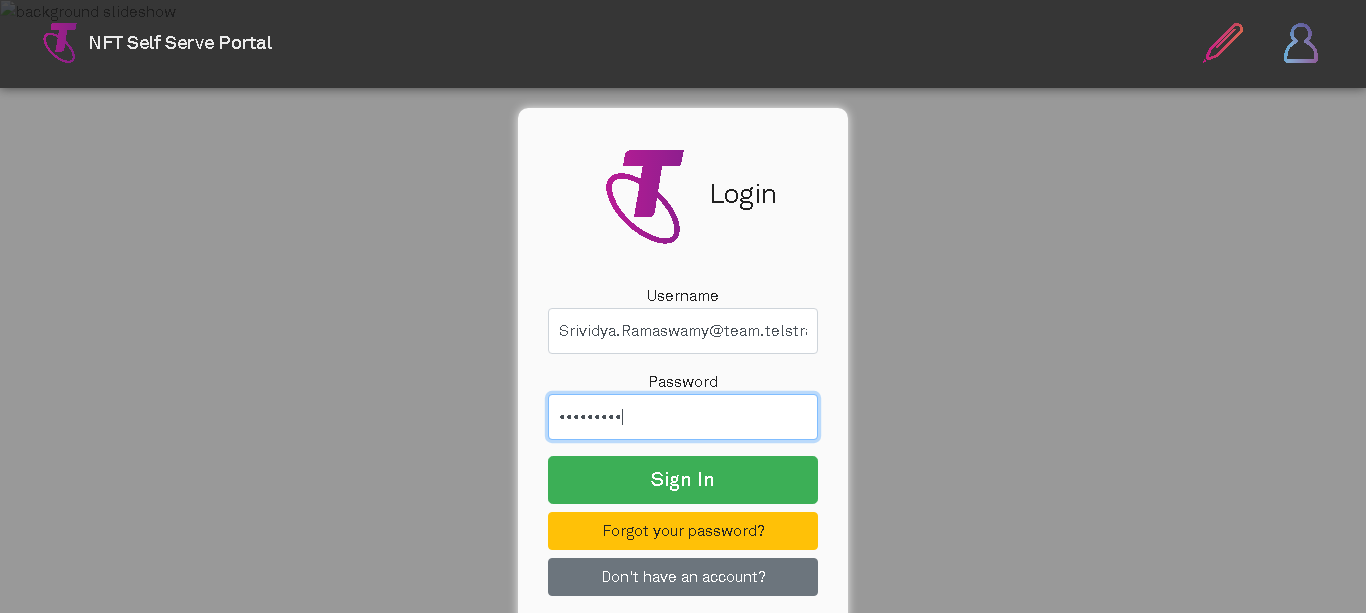 background slideshow
NFT Self Serve Portal
Login
Username
Srividya.Ramaswamy@team.telstra
Password
•••••••••
Sign In
Forgot your password?
Don't have an account?